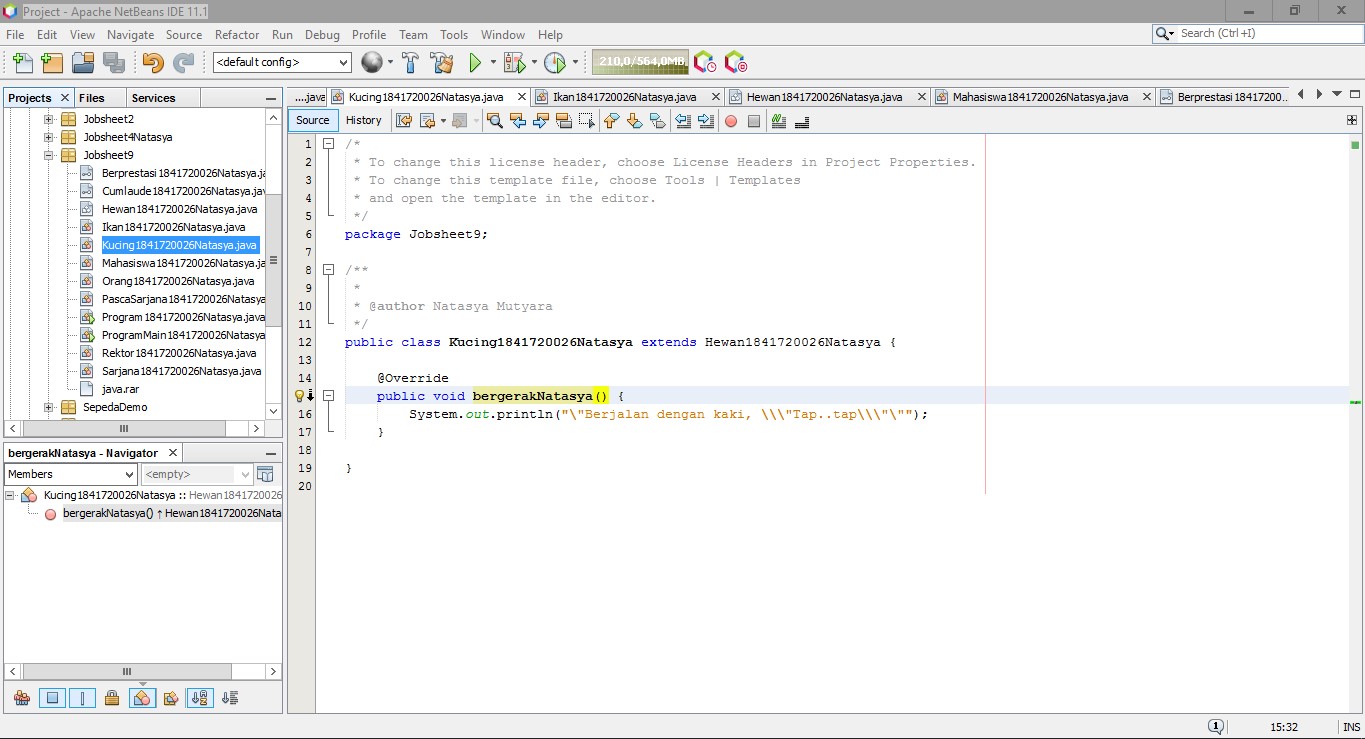 Project - Apache NetBeans IDE 11.1
File Edit View Navigate Source Refactor Run Debug Profile Team Tools Window Help
Search (Ctrl+I)
<default config>
210,0/564,0MB
Projects Files Services
Jobsheet2
Jobsheet4Natasya
Jobsheet9
Berprestasi1841720026Natasya.ja
Cumlaude1841720026Natasya.jav
Hewan1841720026Natasya.java
Ikan1841720026Natasya.java
Kucing1841720026Natasya.java
Mahasiswa1841720026Natasya.ja
Orang1841720026Natasya.java
PascaSarjana1841720026Natasya
Program1841720026Natasya.java
ProgramMain1841720026Natasya
Rektor1841720026Natasya.java
Sarjana1841720026Natasya.java
java.rar
SepedaDemo
bergerakNatasya - Navigator
Members
<empty>
Kucing1841720026Natasya :: Hewan1841720026
bergerakNatasya() ↑ Hewan1841720026Nata
....java Kucing1841720026Natasya.java Ikan1841720026Natasya.java Hewan1841720026Natasya.java Mahasiswa1841720026Natasya.java Berprestasi1841720...
Source History
1 /*
2 * To change this license header, choose License Headers in Project Properties.
3 * To change this template file, choose Tools | Templates
4 * and open the template in the editor.
5 */
6 package Jobsheet9;
7
8 /**
9 *
10 * @author Natasya Mutyara
11 */
12 public class Kucing1841720026Natasya extends Hewan1841720026Natasya {
13
14 @Override
public void bergerakNatasya() {
16 System.out.println("\"Berjalan dengan kaki, \\\"Tap..tap\\\"\"");
17 }
18
19 }
20
1
15:32
INS